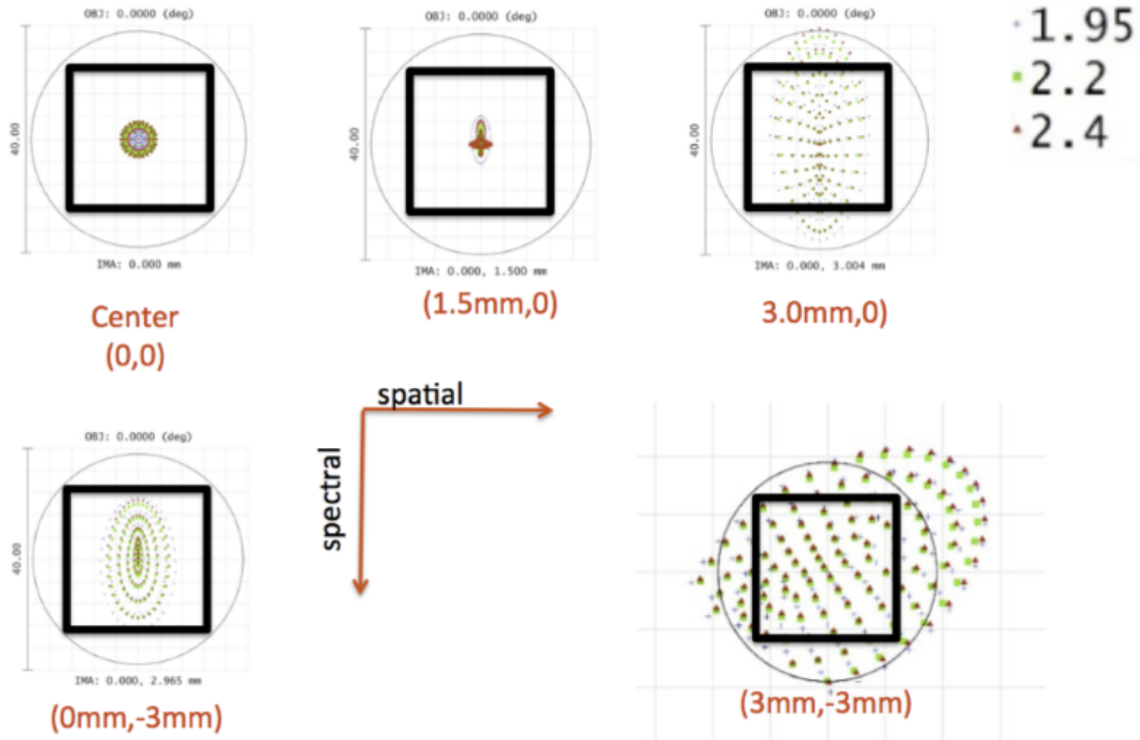 OBJ: 0.0000 (deg)
40.00
IMA: 0.000 mm
Center
(0,0)
OBJ: 0.0000 (deg)
40.00
IMA: 0.000, 1.500 mm
(1.5mm,0)
OBJ: 0.0000 (deg)
40.00
IMA: 0.000, 3.004 mm
3.0mm,0)
1.95
2.2
2.4
spatial
spectral
OBJ: 0.0000 (deg)
40.00
IMA: 0.000, 2.965 mm
(0mm,-3mm)
(3mm,-3mm)